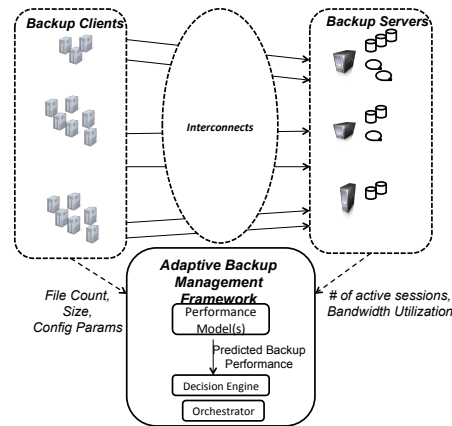 Backup Clients
Backup Servers
Interconnects
Adaptive Backup
Management
Framework
Performance
Model(s)
Predicted Backup
Performance
Decision Engine
Orchestrator
File Count,
Size,
Config Params
# of active sessions,
Bandwidth Utilization